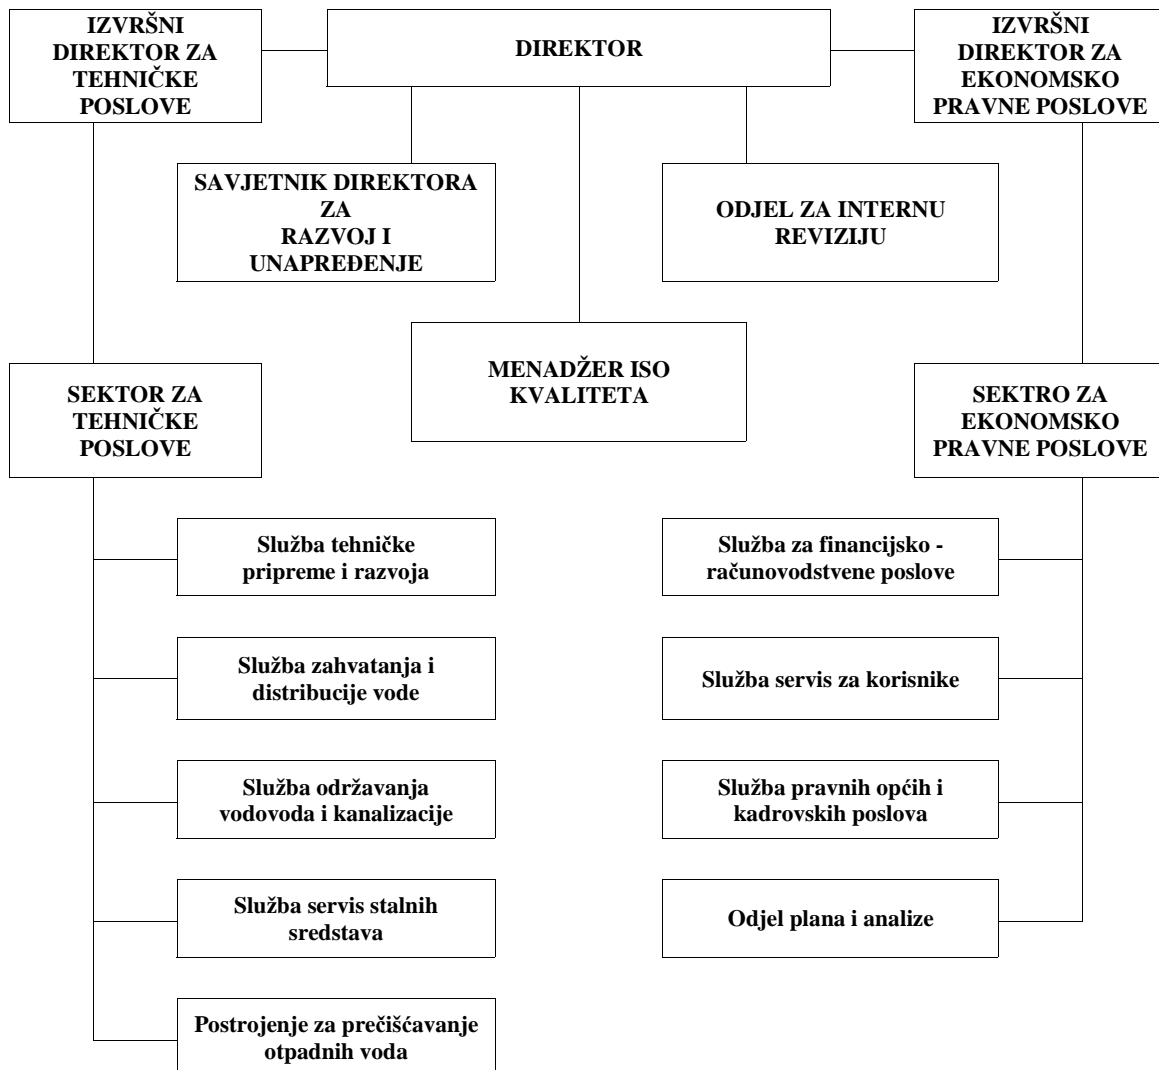 IZVRŠNI
DIREKTOR ZA
TEHNIČKE
POSLOVE
DIREKTOR
IZVRŠNI
DIREKTOR ZA
EKONOMSKO
PRAVNE POSLOVE
SAVJETNIK DIREKTORA
ZA
RAZVOJ I
UNAPREĐENJE
ODJEL ZA INTERNU
REVIZIJU
MENADŽER ISO
KVALITETA
SEKTOR ZA
TEHNIČKE
POSLOVE
SEKTRO ZA
EKONOMSKO
PRAVNE POSLOVE
Služba tehničke
pripreme i razvoja
Služba zahvatanja i
distribucije vode
Služba održavanja
vodovoda i kanalizacije
Služba servis stalnih
sredstava
Postrojenje za prečišćavanje
otpadnih voda
Služba za financijsko -
računovodstvene poslove
Služba servis za korisnike
Služba pravnih općih i
kadrovskih poslova
Odjel plana i analize